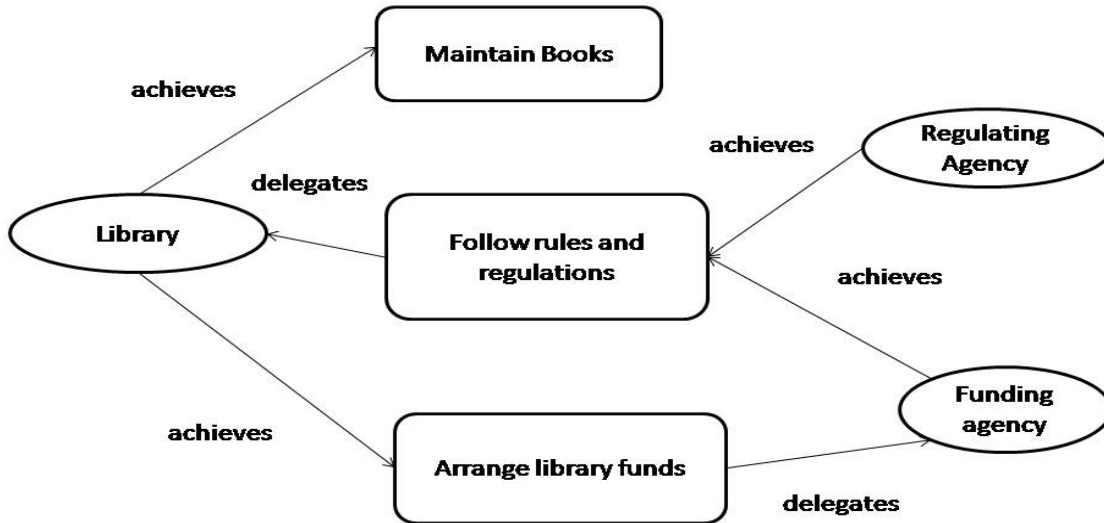 Maintain Books
achieves
Regulating
Agency
achieves
delegates
Library
Follow rules and
regulations
achieves
Funding
agency
achieves
Arrange library funds
delegates